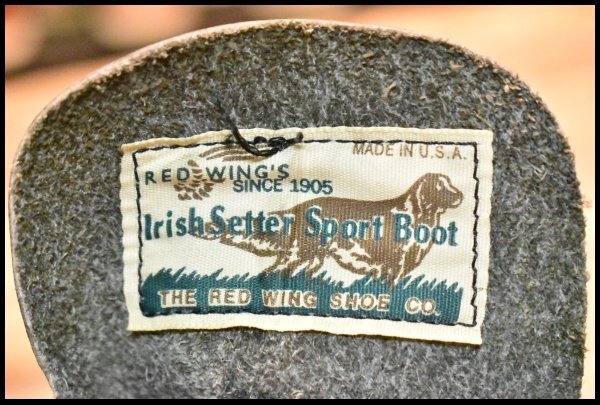 MADE IN U.S.A.
RED WING'S
SINCE 1905
Irish Setter Sport Boot
THE RED WING SHOE CO.